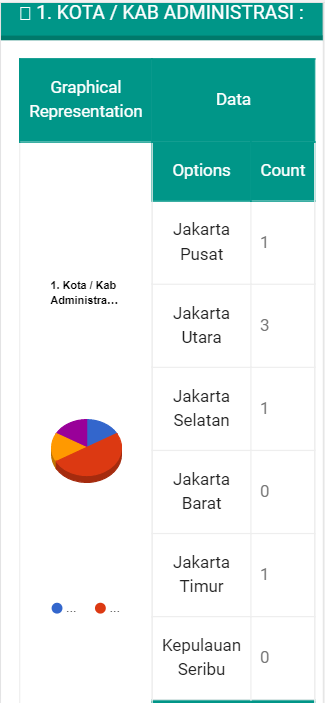 1. KOTA / KAB ADMINISTRASI :
Graphical
Representation
Data
Options
Count
1. Kota / Kab
Administra...
Jakarta
Pusat
1
Jakarta
Utara
3
Jakarta
Selatan
1
Jakarta
Barat
0
Jakarta
Timur
1
Kepulauan
Seribu
0
...
...